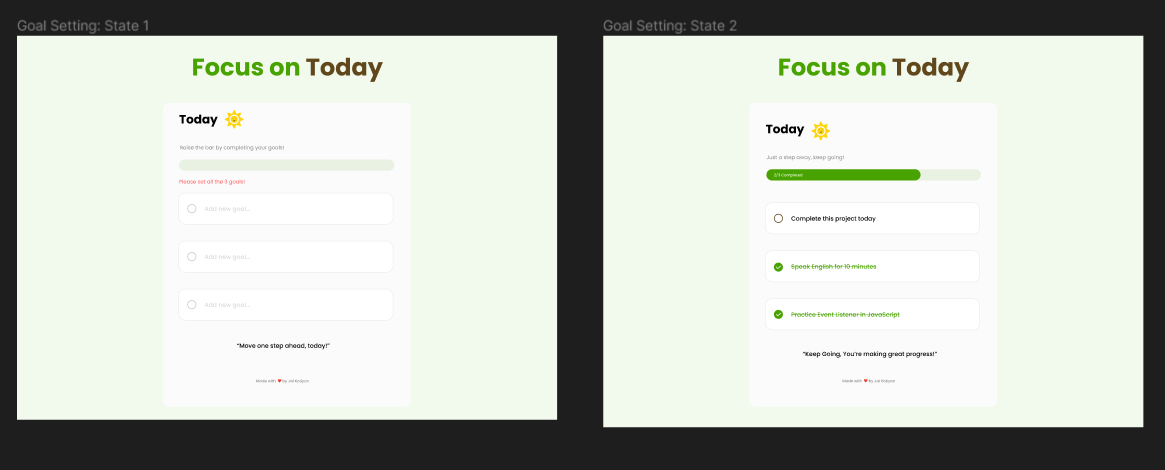 Goal Setting: State 1
Focus on Today
Today
Raise the bar by completing your goals!
Please set all the 3 goals!
Add new goal...
Add new goal...
Add new goal...
“Move one step ahead, today!”
Made with ❤ by Jai Kalyan
Goal Setting: State 2
Focus on Today
Today
Just a step away, keep going!
2/3 Completed
Complete this project today
Speak English for 10 minutes
Practice Event Listener in JavaScript
“Keep Going, You’re making great progress!”
Made with ❤ by Jai Kalyan